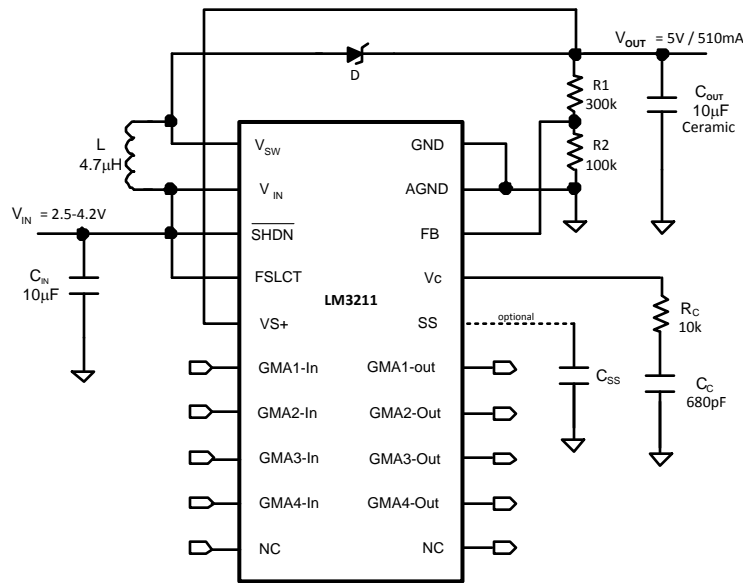 V_OUT = 5V / 510mA
D
R1
300k
C_OUT
10μF
Ceramic
L
4.7μH
V_SW
GND
R2
100k
V_IN
AGND
V_IN = 2.5-4.2V
SHDN
FB
C_IN
10μF
FSLCT
Vc
LM3211
VS+
SS
optional
R_C
10k
GMA1-In
GMA1-out
C_SS
C_C
680pF
GMA2-In
GMA2-Out
GMA3-In
GMA3-Out
GMA4-In
GMA4-Out
NC
NC